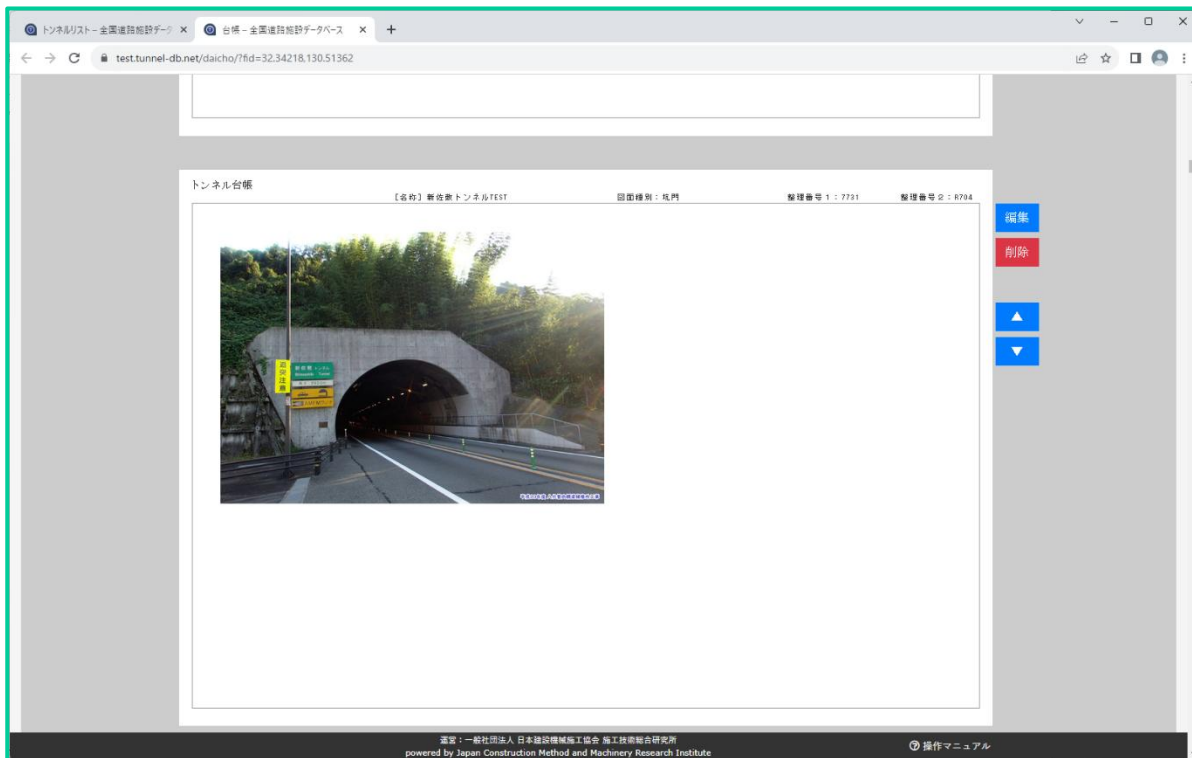 トンネルリスト – 全国道路施設データ
台帳 – 全国道路施設データベース
test.tunnel-db.net/daicho/?fid=32.34218,130.51362
トンネル台帳
[名称] 新佐敷トンネルTEST
図面種別：坑門
整理番号1：7731
整理番号2：R704
編集
削除
▲
▼
追突注意
運営：一般社団法人 日本建設機械施工協会 施工技術総合研究所
powered by Japan Construction Method and Machinery Research Institute
操作マニュアル